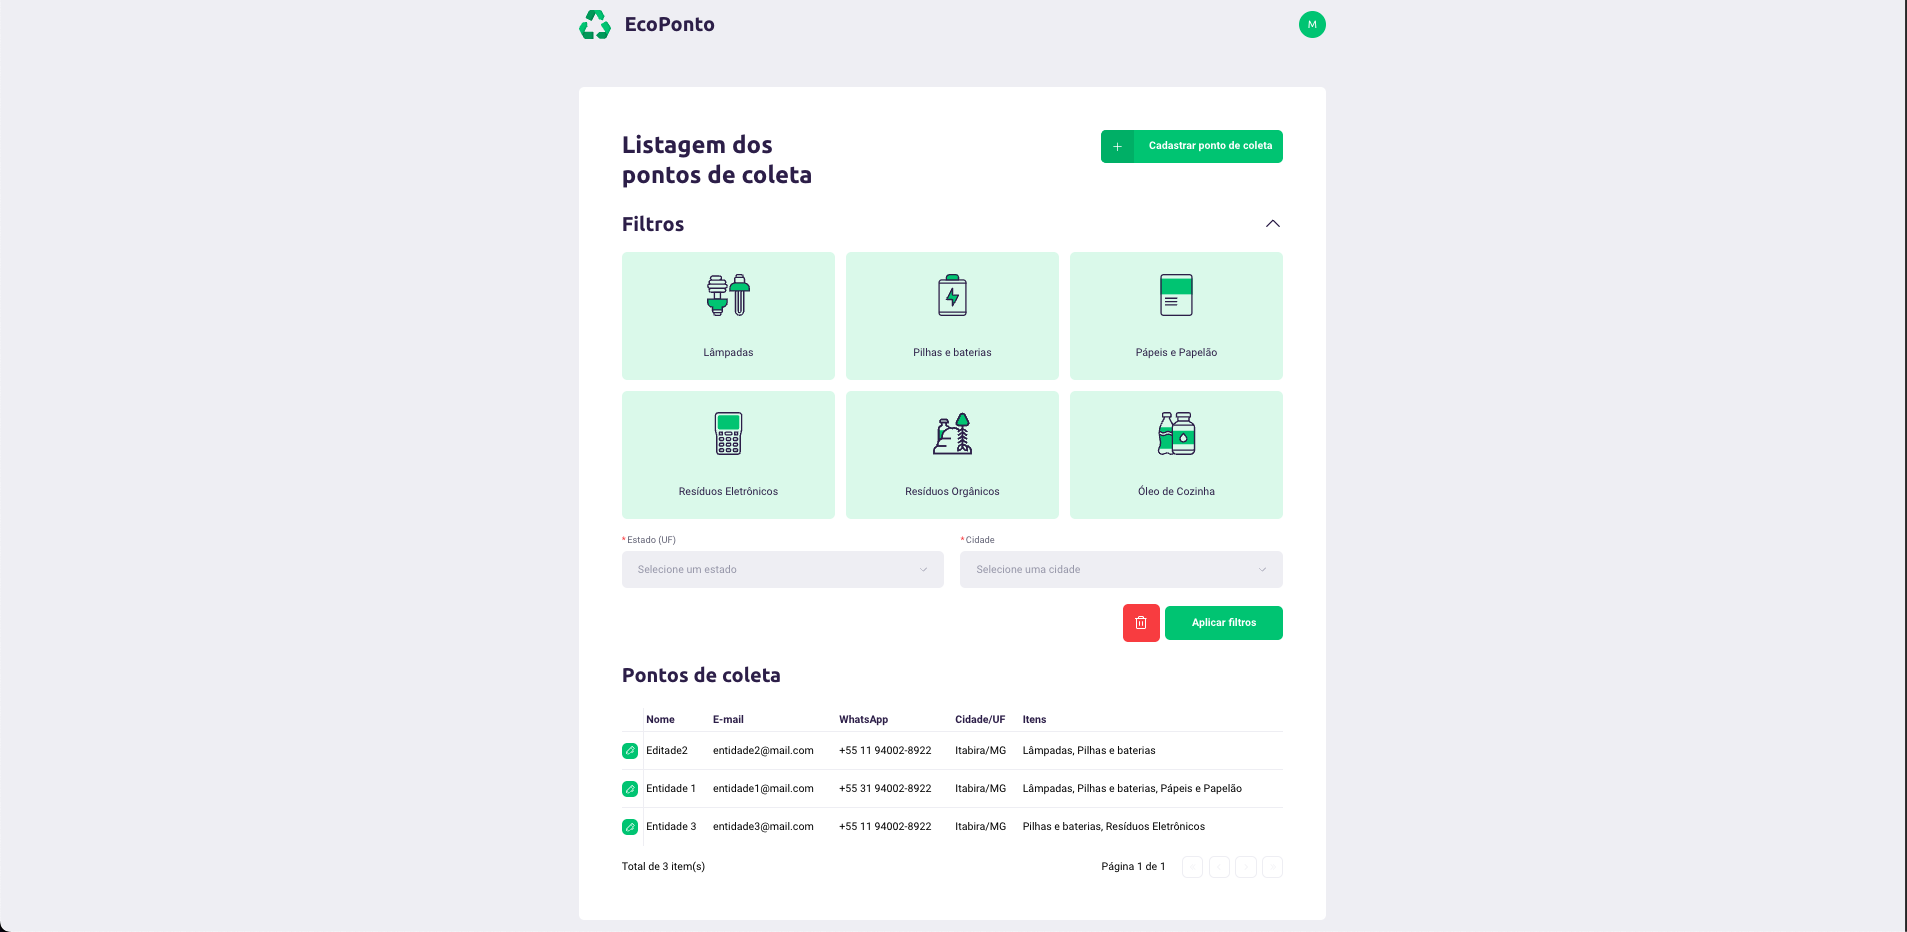 EcoPonto
M
Listagem dos
pontos de coleta
+ Cadastrar ponto de coleta
Filtros
Lâmpadas
Pilhas e baterias
Pápeis e Papelão
Resíduos Eletrônicos
Resíduos Orgânicos
Óleo de Cozinha
* Estado (UF)
* Cidade
Selecione um estado
Selecione uma cidade
Aplicar filtros
Pontos de coleta
Nome E-mail WhatsApp Cidade/UF Itens
Editade2 entidade2@mail.com +55 11 94002-8922 Itabira/MG Lâmpadas, Pilhas e baterias
Entidade 1 entidade1@mail.com +55 31 94002-8922 Itabira/MG Lâmpadas, Pilhas e baterias, Pápeis e Papelão
Entidade 3 entidade3@mail.com +55 11 94002-8922 Itabira/MG Pilhas e baterias, Resíduos Eletrônicos
Total de 3 item(s)
Página 1 de 1